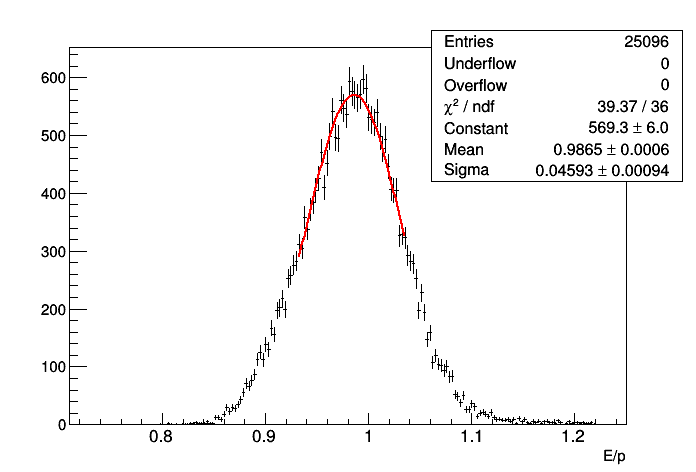 Entries 25096
Underflow 0
Overflow 0
χ² / ndf 39.37 / 36
Constant 569.3 ± 6.0
Mean 0.9865 ± 0.0006
Sigma 0.04593 ± 0.00094
600
500
400
300
200
100
0
0.8 0.9 1 1.1 1.2
E/p